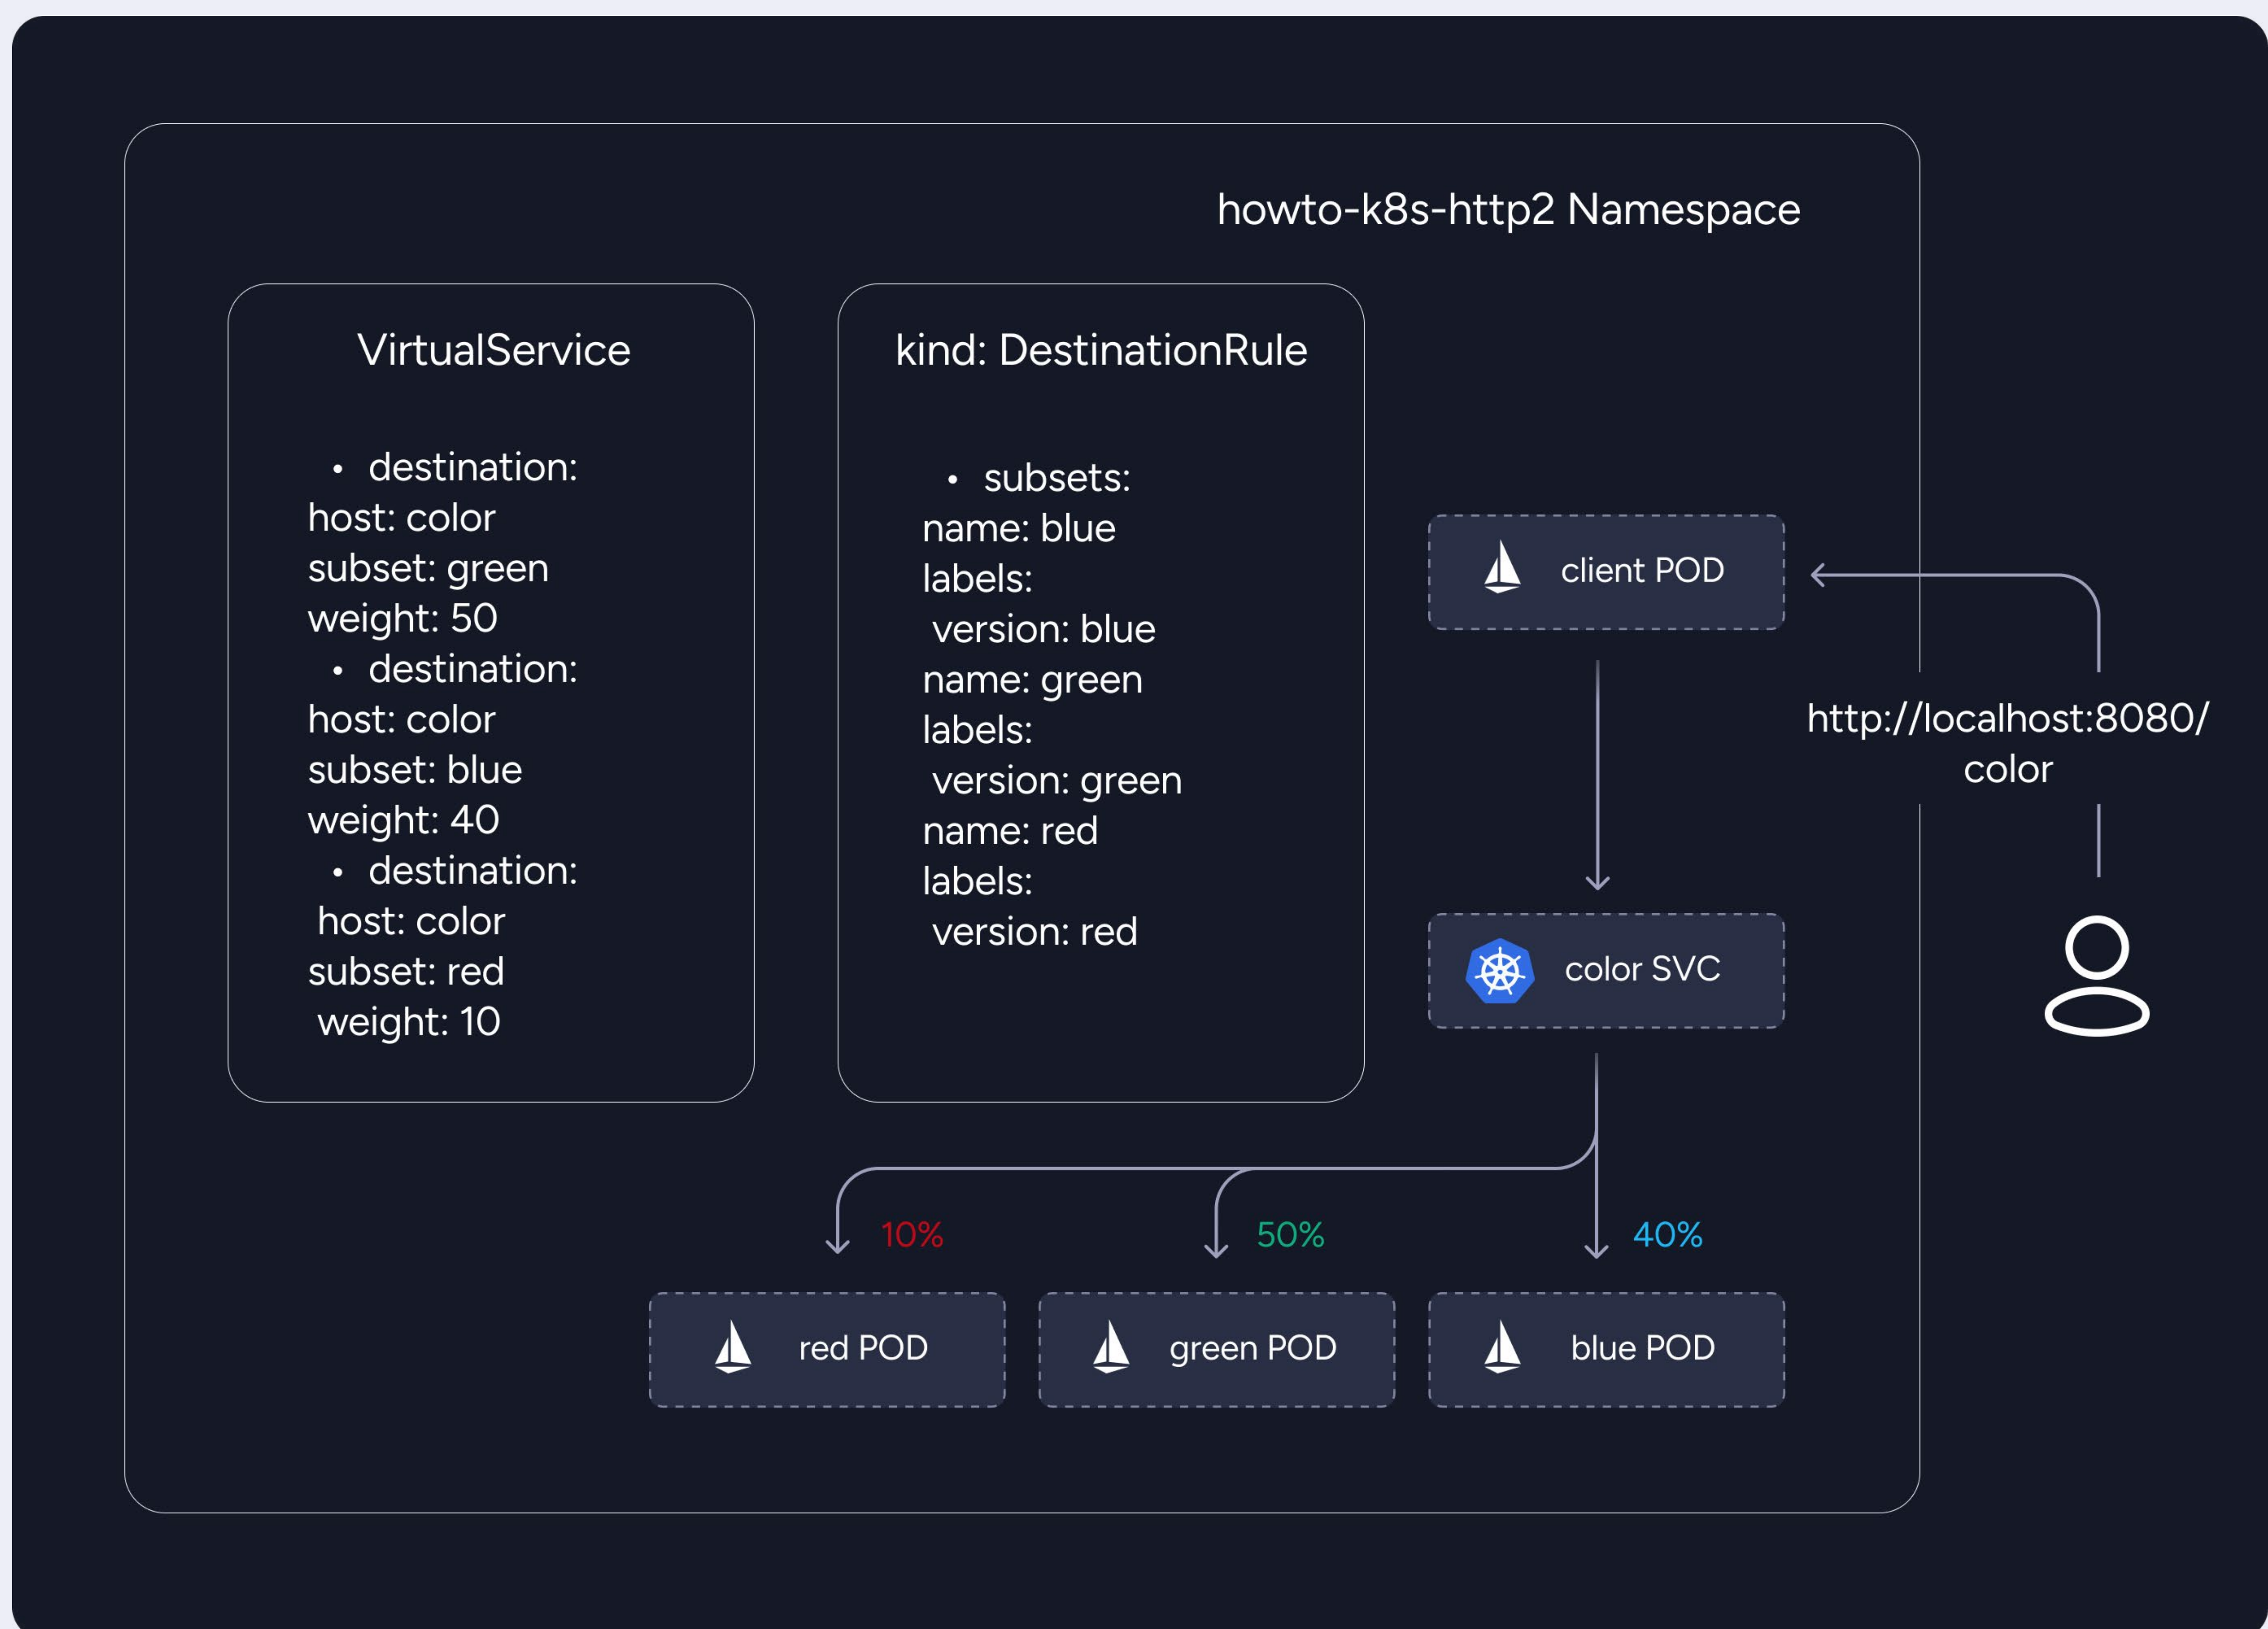 howto-k8s-http2 Namespace
VirtualService
• destination:
host: color
subset: green
weight: 50
• destination:
host: color
subset: blue
weight: 40
• destination:
host: color
subset: red
weight: 10
kind: DestinationRule
• subsets:
name: blue
labels:
version: blue
name: green
labels:
version: green
name: red
labels:
version: red
client POD
http://localhost:8080/
color
color SVC
10%
50%
40%
red POD
green POD
blue POD